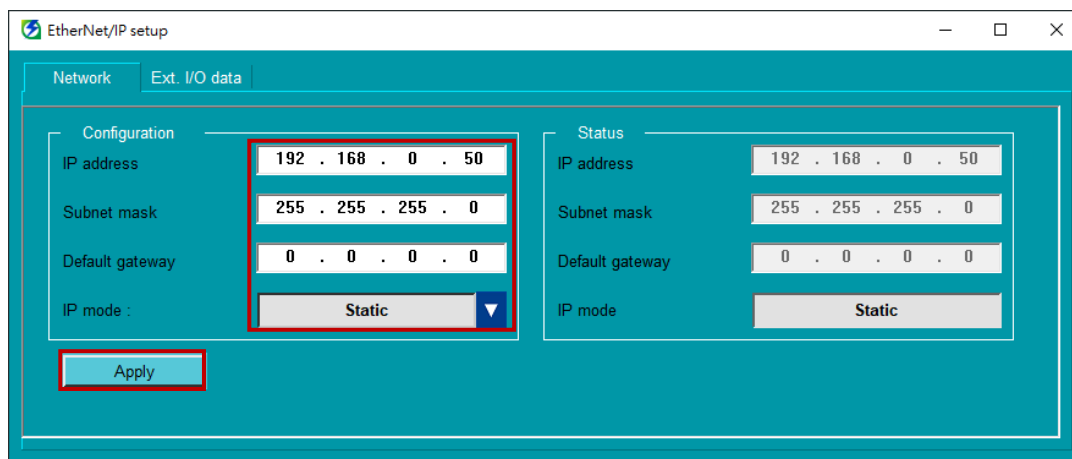 EtherNet/IP setup
Network Ext. I/O data
Configuration
IP address 192 . 168 . 0 . 50
Subnet mask 255 . 255 . 255 . 0
Default gateway 0 . 0 . 0 . 0
IP mode : Static
Apply
Status
IP address 192 . 168 . 0 . 50
Subnet mask 255 . 255 . 255 . 0
Default gateway 0 . 0 . 0 . 0
IP mode Static